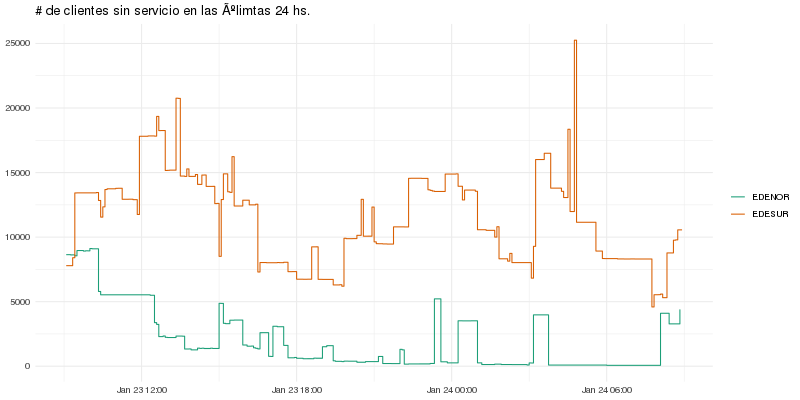 # de clientes sin servicio en las Ãºlimtas 24 hs.
25000
20000
15000
10000
5000
0
EDENOR
EDESUR
Jan 23 12:00
Jan 23 18:00
Jan 24 00:00
Jan 24 06:00